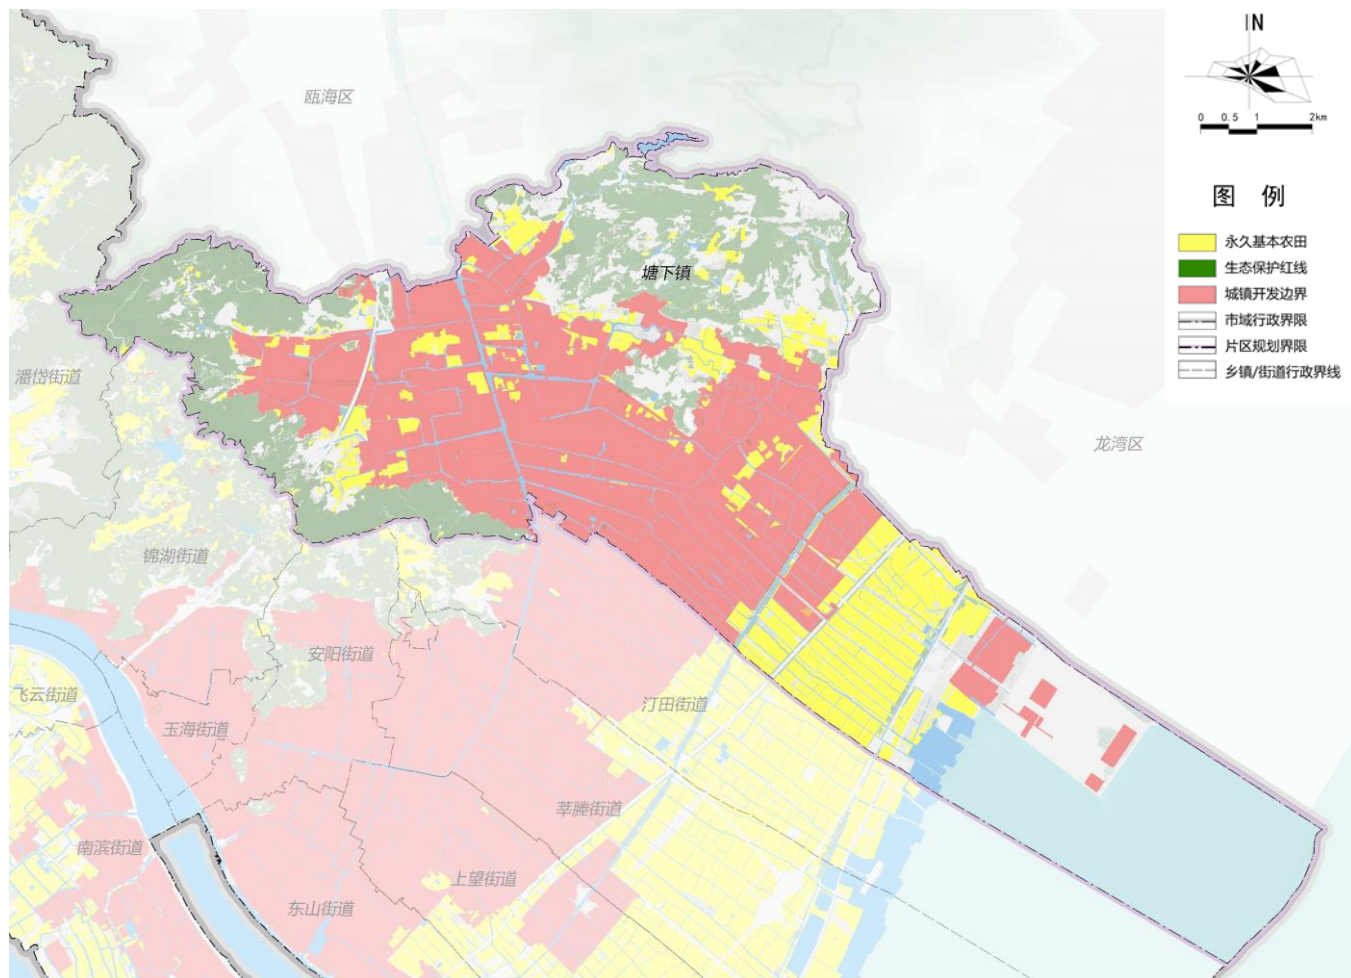 N
0 0.5 1 2km
图 例
永久基本农田
生态保护红线
城镇开发边界
市域行政界限
片区规划界限
乡镇/街道行政界线
瓯海区
塘下镇
潘岱街道
龙湾区
锦湖街道
安阳街道
飞云街道
玉海街道
汀田街道
莘塍街道
南滨街道
上望街道
东山街道